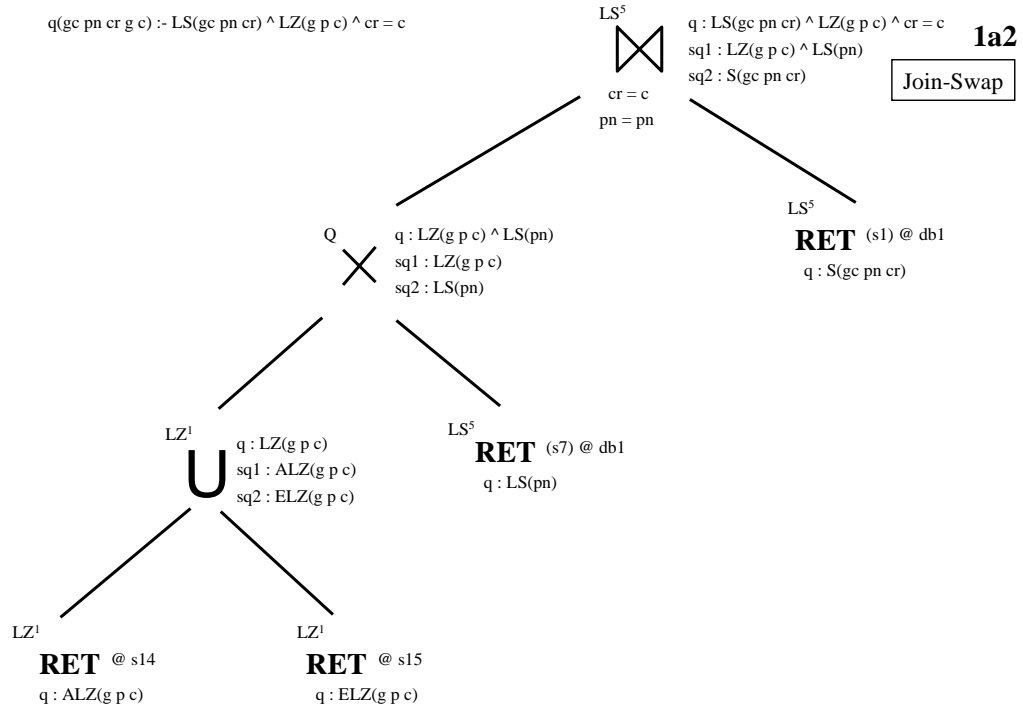 q(gc pn cr g c) :- LS(gc pn cr) ^ LZ(g p c) ^ cr = c
LS⁵
q : LS(gc pn cr) ^ LZ(g p c) ^ cr = c
sq1 : LZ(g p c) ^ LS(pn)
sq2 : S(gc pn cr)
1a2
Join-Swap
cr = c
pn = pn
LS⁵
RET (s1) @ db1
q : S(gc pn cr)
Q
q : LZ(g p c) ^ LS(pn)
sq1 : LZ(g p c)
sq2 : LS(pn)
LZ¹
q : LZ(g p c)
sq1 : ALZ(g p c)
sq2 : ELZ(g p c)
LS⁵
RET (s7) @ db1
q : LS(pn)
LZ¹
RET @ s14
q : ALZ(g p c)
LZ¹
RET @ s15
q : ELZ(g p c)